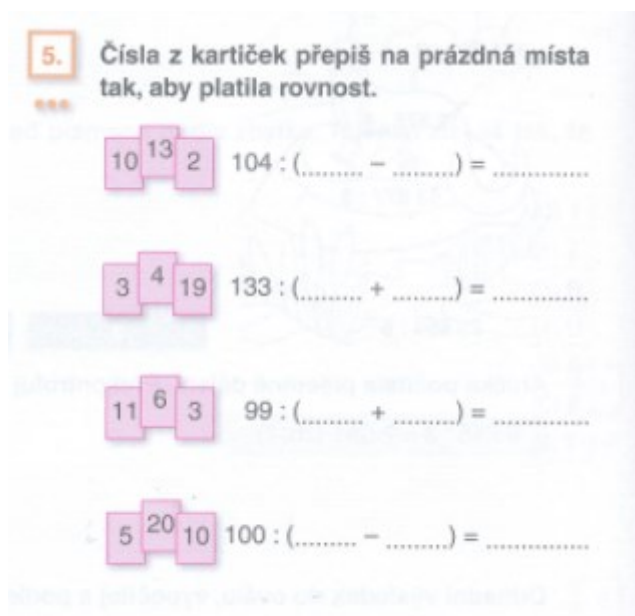 5. Čísla z kartiček přepiš na prázdná místa
tak, aby platila rovnost.
10 13 2 104 : (........ – ........) = ............
3 4 19 133 : (........ + ........) = ............
11 6 3 99 : (........ + ........) = ............
5 20 10 100 : (........ – ........) = ............